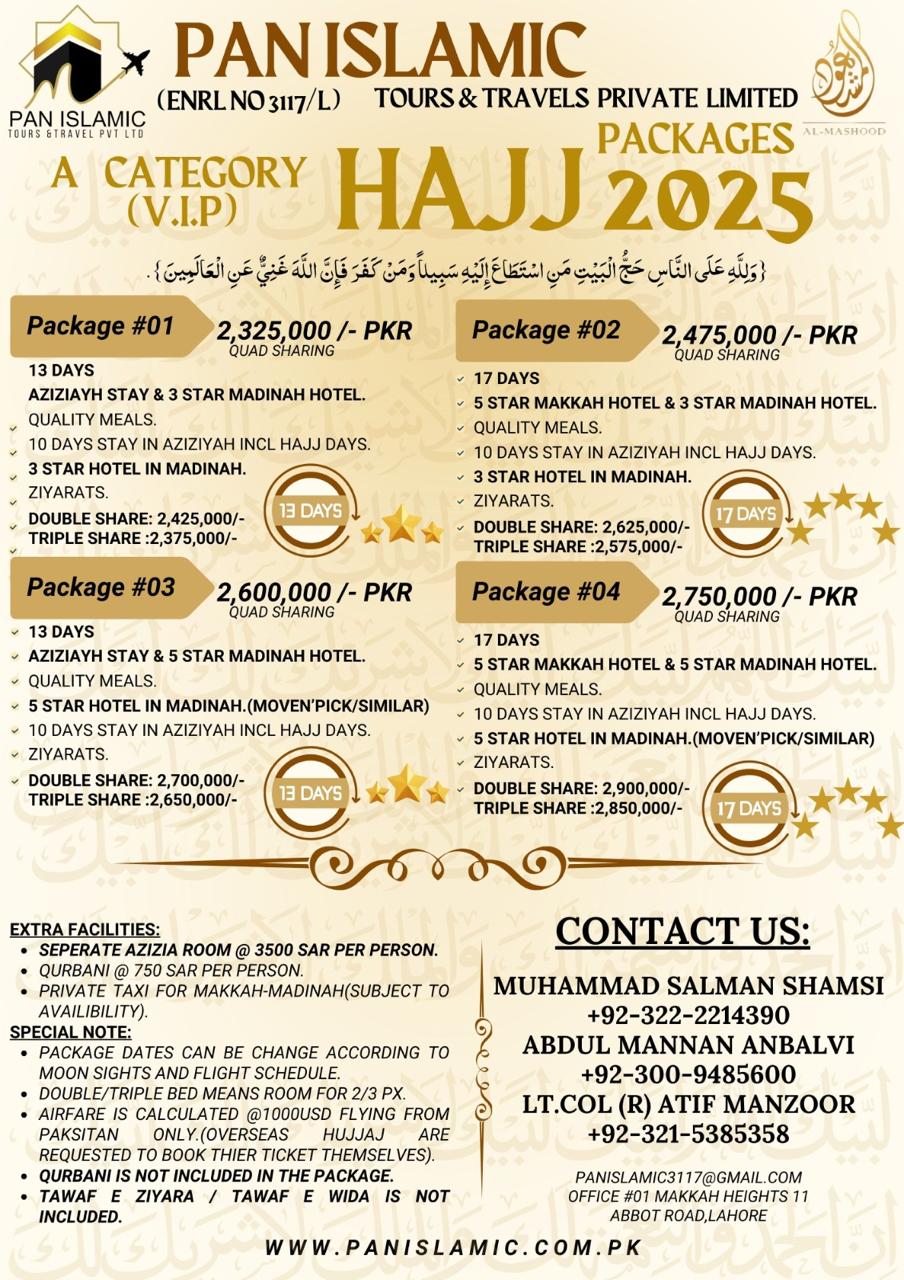 PAN ISLAMIC
TOURS & TRAVEL PVT LTD
PAN ISLAMIC
(ENRL NO 3117/L) TOURS & TRAVELS PRIVATE LIMITED
AL-MASHOOD
A CATEGORY
(V.I.P)
HAJJ
PACKAGES
2025
{وَلِلَّهِ عَلَى النَّاسِ حَجُّ الْبَيْتِ مَنِ اسْتَطَاعَ إِلَيْهِ سَبِيلاً وَمَنْ كَفَرَ فَإِنَّ اللَّهَ غَنِيٌّ عَنِ الْعَالَمِينَ}.
Package #01 2,325,000 /- PKR
QUAD SHARING
13 DAYS
AZIZIAYH STAY & 3 STAR MADINAH HOTEL.
QUALITY MEALS.
10 DAYS STAY IN AZIZIYAH INCL HAJJ DAYS.
3 STAR HOTEL IN MADINAH.
ZIYARATS.
DOUBLE SHARE: 2,425,000/-
TRIPLE SHARE :2,375,000/-
13 DAYS
Package #02 2,475,000 /- PKR
QUAD SHARING
17 DAYS
5 STAR MAKKAH HOTEL & 3 STAR MADINAH HOTEL.
QUALITY MEALS.
10 DAYS STAY IN AZIZIYAH INCL HAJJ DAYS.
3 STAR HOTEL IN MADINAH.
ZIYARATS.
DOUBLE SHARE: 2,625,000/-
TRIPLE SHARE :2,575,000/-
17 DAYS
Package #03 2,600,000 /- PKR
QUAD SHARING
13 DAYS
AZIZIAYH STAY & 5 STAR MADINAH HOTEL.
QUALITY MEALS.
5 STAR HOTEL IN MADINAH.(MOVEN'PICK/SIMILAR)
10 DAYS STAY IN AZIZIYAH INCL HAJJ DAYS.
ZIYARATS.
DOUBLE SHARE: 2,700,000/-
TRIPLE SHARE :2,650,000/-
13 DAYS
Package #04 2,750,000 /- PKR
QUAD SHARING
17 DAYS
5 STAR MAKKAH HOTEL & 5 STAR MADINAH HOTEL.
QUALITY MEALS.
10 DAYS STAY IN AZIZIYAH INCL HAJJ DAYS.
5 STAR HOTEL IN MADINAH.(MOVEN'PICK/SIMILAR)
ZIYARATS.
DOUBLE SHARE: 2,900,000/-
TRIPLE SHARE :2,850,000/-
17 DAYS
EXTRA FACILITIES:
• SEPERATE AZIZIA ROOM @ 3500 SAR PER PERSON.
• QURBANI @ 750 SAR PER PERSON.
• PRIVATE TAXI FOR MAKKAH-MADINAH(SUBJECT TO
AVAILIBILITY).
SPECIAL NOTE:
• PACKAGE DATES CAN BE CHANGE ACCORDING TO
MOON SIGHTS AND FLIGHT SCHEDULE.
• DOUBLE/TRIPLE BED MEANS ROOM FOR 2/3 PX.
• AIRFARE IS CALCULATED @1000USD FLYING FROM
PAKSITAN ONLY.(OVERSEAS HUJJAJ ARE
REQUESTED TO BOOK THIER TICKET THEMSELVES).
• QURBANI IS NOT INCLUDED IN THE PACKAGE.
• TAWAF E ZIYARA / TAWAF E WIDA IS NOT
INCLUDED.
CONTACT US:
MUHAMMAD SALMAN SHAMSI
+92-322-2214390
ABDUL MANNAN ANBALVI
+92-300-9485600
LT.COL (R) ATIF MANZOOR
+92-321-5385358
PANISLAMIC3117@GMAIL.COM
OFFICE #01 MAKKAH HEIGHTS 11
ABBOT ROAD,LAHORE
WWW.PANISLAMIC.COM.PK